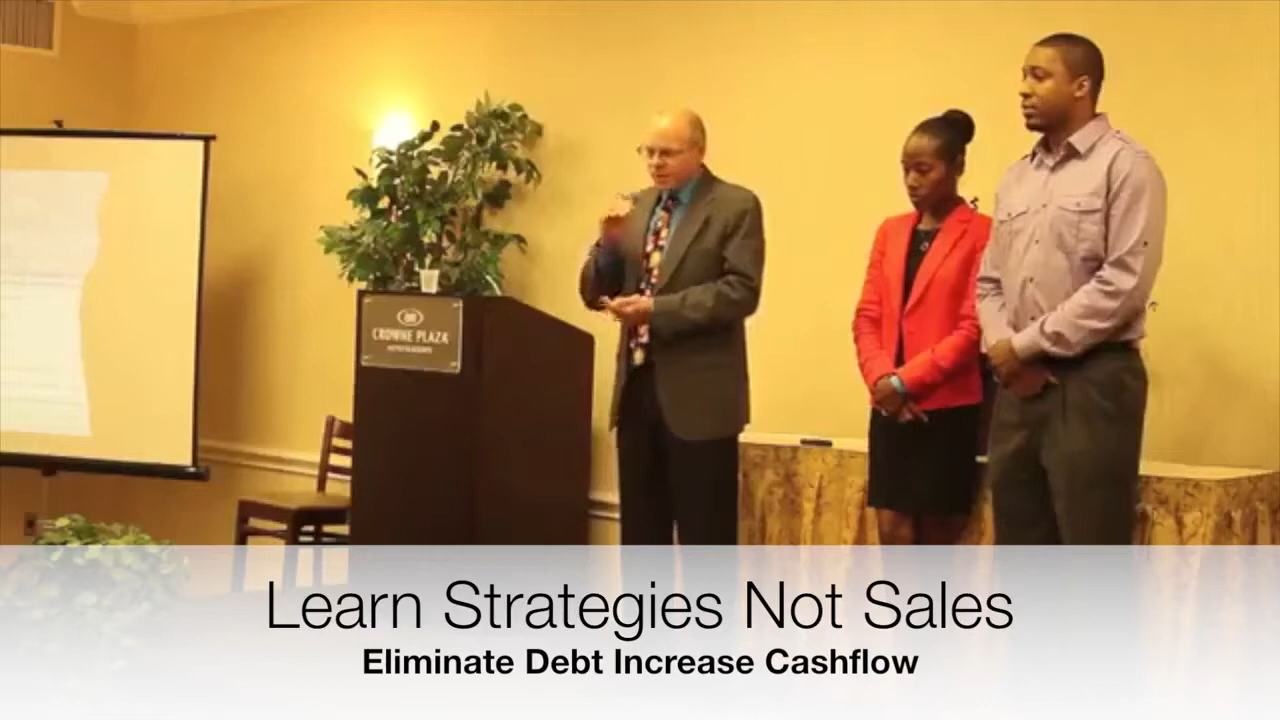 CROWNE PLAZA
Learn Strategies Not Sales
Eliminate Debt Increase Cashflow